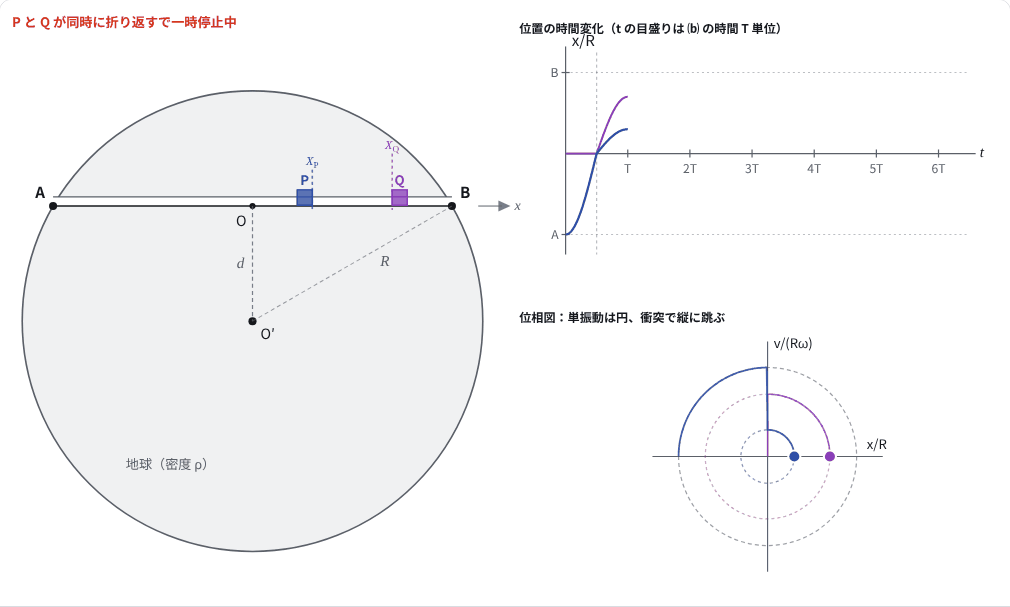 P と Q が同時に折り返すで一時停止中
A
B
O
P
Q
X_P
X_Q
x
d
R
O′
地球（密度 ρ）
位置の時間変化（t の目盛りは (b) の時間 T 単位）
x/R
B
A
T
2T
3T
4T
5T
6T
t
位相図：単振動は円、衝突で縦に跳ぶ
v/(Rω)
x/R